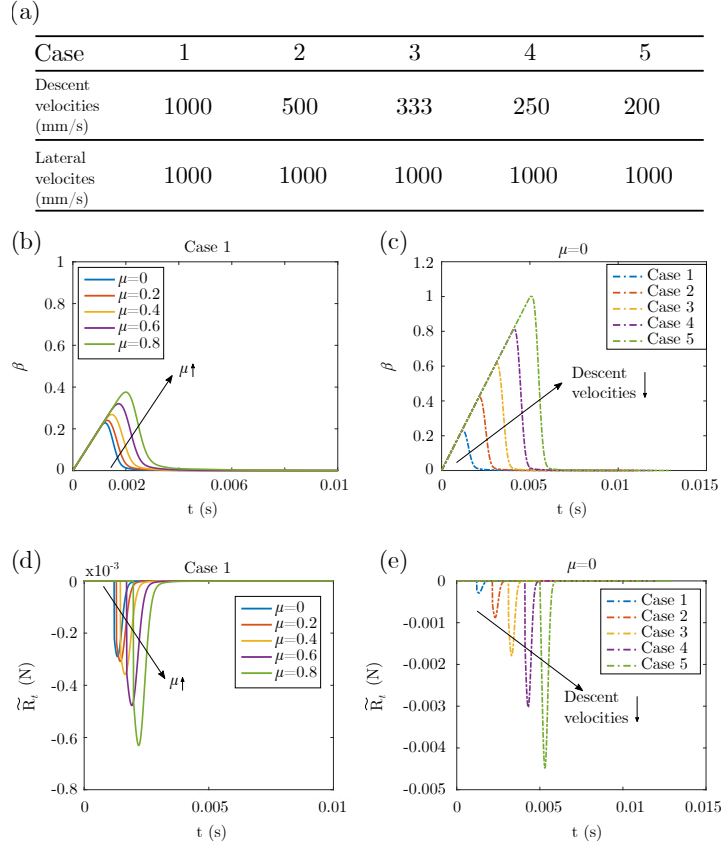 (a)
Case 1 2 3 4 5
Descent velocities (mm/s) 1000 500 333 250 200
Lateral velocites (mm/s) 1000 1000 1000 1000 1000
(b)
Case 1
1
0.8
0.6
0.4
0.2
0
β
μ=0
μ=0.2
μ=0.4
μ=0.6
μ=0.8
μ↑
0.002 0.006 0.01
t (s)
(c)
μ=0
1.2
1
0.8
0.6
0.4
0.2
0
β
Case 1
Case 2
Case 3
Case 4
Case 5
Descent
velocities ↓
0 0.005 0.01 0.015
t (s)
(d)
x10⁻³
Case 1
0
-0.2
-0.4
-0.6
-0.8
R̃ₜ (N)
μ=0
μ=0.2
μ=0.4
μ=0.6
μ=0.8
μ↑
0 0.005 0.01
t (s)
(e)
μ=0
0
-0.001
-0.002
-0.003
-0.004
-0.005
R̃ₜ (N)
Case 1
Case 2
Case 3
Case 4
Case 5
Descent
velocities ↓
0 0.005 0.01 0.015
t (s)